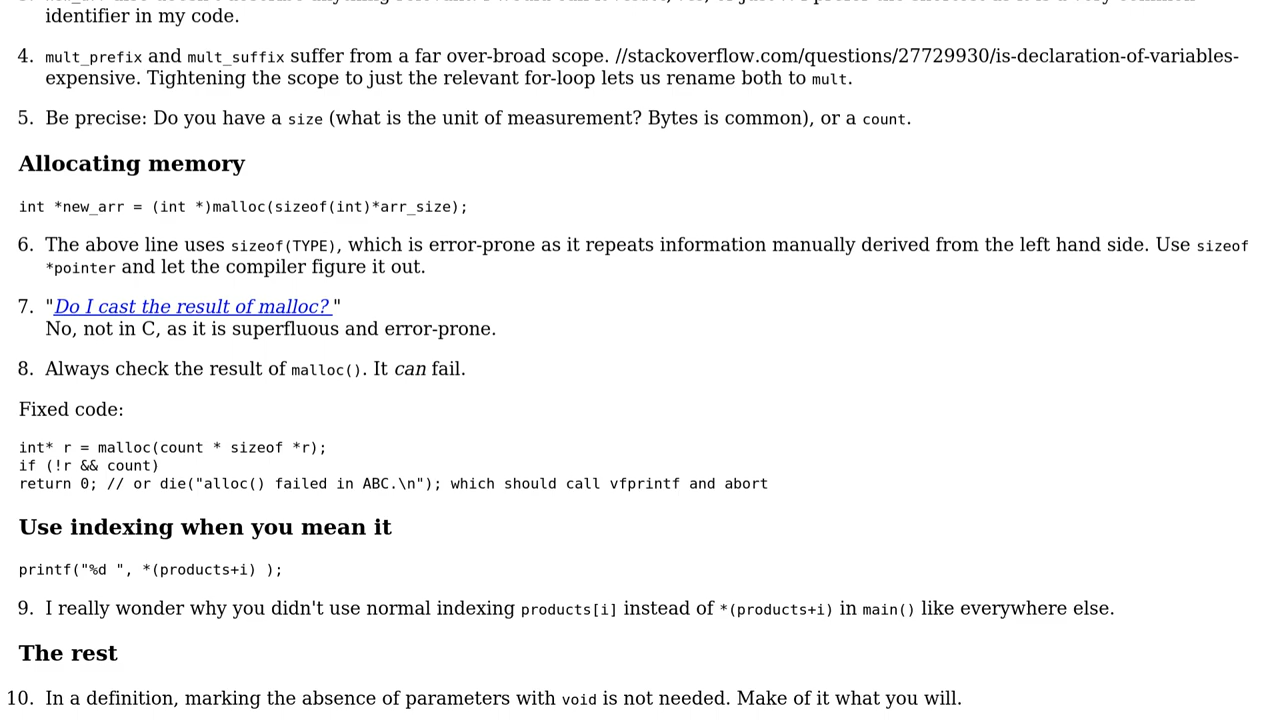 identifier in my code.
4. mult_prefix and mult_suffix suffer from a far over-broad scope. //stackoverflow.com/questions/27729930/is-declaration-of-variables-
expensive. Tightening the scope to just the relevant for-loop lets us rename both to mult.
5. Be precise: Do you have a size (what is the unit of measurement? Bytes is common), or a count.
Allocating memory
int *new_arr = (int *)malloc(sizeof(int)*arr_size);
6. The above line uses sizeof(TYPE), which is error-prone as it repeats information manually derived from the left hand side. Use sizeof
*pointer and let the compiler figure it out.
7. "Do I cast the result of malloc? "
No, not in C, as it is superfluous and error-prone.
8. Always check the result of malloc(). It can fail.
Fixed code:
int* r = malloc(count * sizeof *r);
if (!r && count)
return 0; // or die("alloc() failed in ABC.\n"); which should call vfprintf and abort
Use indexing when you mean it
printf("%d ", *(products+i) );
9. I really wonder why you didn't use normal indexing products[i] instead of *(products+i) in main() like everywhere else.
The rest
10. In a definition, marking the absence of parameters with void is not needed. Make of it what you will.